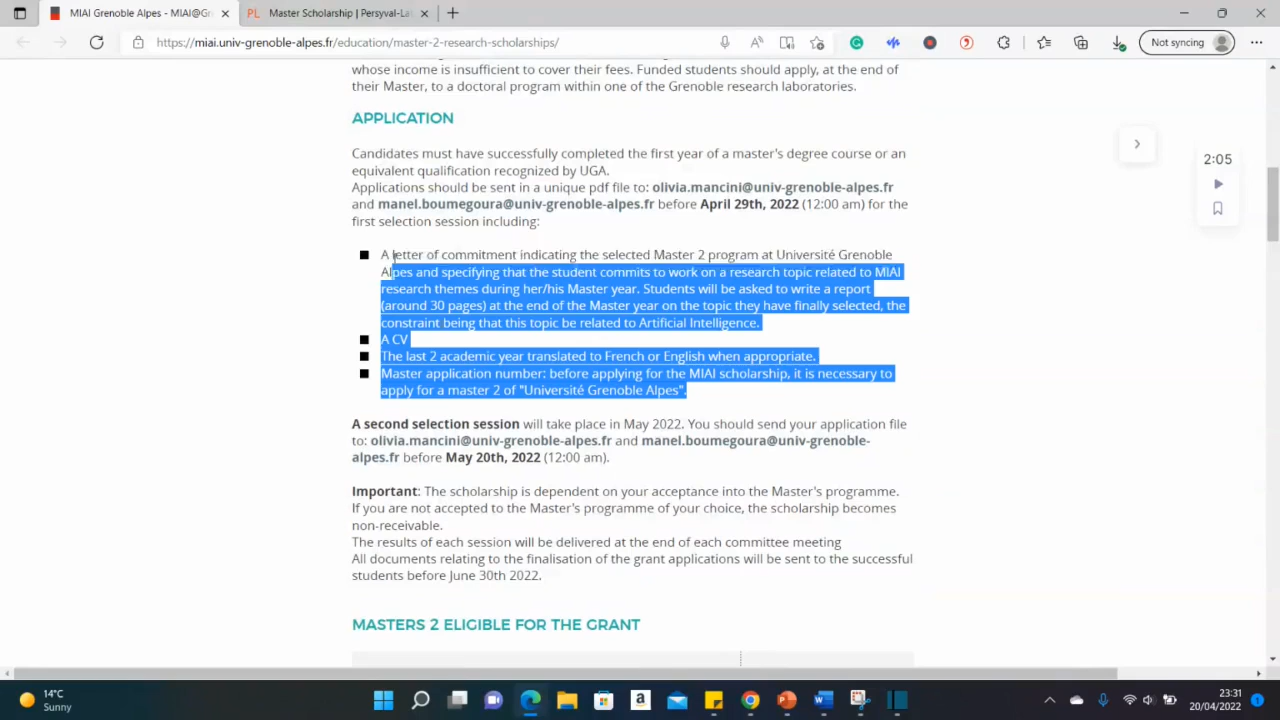 MIAI Grenoble Alpes - MIAI@Gr
Master Scholarship | Persyval-La
https://miai.univ-grenoble-alpes.fr/education/master-2-research-scholarships/
Not syncing
whose income is insufficient to cover their fees. Funded students should apply, at the end of
their Master, to a doctoral program within one of the Grenoble research laboratories.
APPLICATION
Candidates must have successfully completed the first year of a master's degree course or an
equivalent qualification recognized by UGA.
Applications should be sent in a unique pdf file to: olivia.mancini@univ-grenoble-alpes.fr
and manel.boumegoura@univ-grenoble-alpes.fr before April 29th, 2022 (12:00 am) for the
first selection session including:
2:05
A letter of commitment indicating the selected Master 2 program at Université Grenoble
Alpes and specifying that the student commits to work on a research topic related to MIAI
research themes during her/his Master year. Students will be asked to write a report
(around 30 pages) at the end of the Master year on the topic they have finally selected, the
constraint being that this topic be related to Artificial Intelligence.
A CV
The last 2 academic year translated to French or English when appropriate.
Master application number: before applying for the MIAI scholarship, it is necessary to
apply for a master 2 of "Université Grenoble Alpes".
A second selection session will take place in May 2022. You should send your application file
to: olivia.mancini@univ-grenoble-alpes.fr and manel.boumegoura@univ-grenoble-
alpes.fr before May 20th, 2022 (12:00 am).
Important: The scholarship is dependent on your acceptance into the Master's programme.
If you are not accepted to the Master's programme of your choice, the scholarship becomes
non-receivable.
The results of each session will be delivered at the end of each committee meeting
All documents relating to the finalisation of the grant applications will be sent to the successful
students before June 30th 2022.
MASTERS 2 ELIGIBLE FOR THE GRANT
14°C
Sunny
23:31
20/04/2022